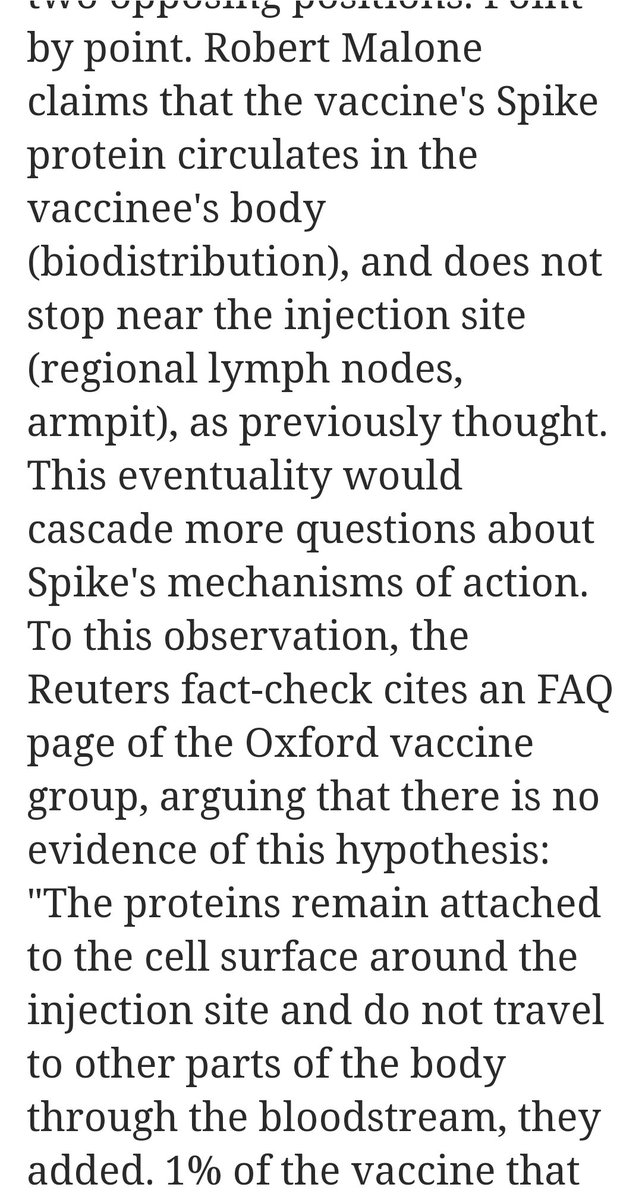 two opposing positions. Point
by point. Robert Malone
claims that the vaccine's Spike
protein circulates in the
vaccinee's body
(biodistribution), and does not
stop near the injection site
(regional lymph nodes,
armpit), as previously thought.
This eventuality would
cascade more questions about
Spike's mechanisms of action.
To this observation, the
Reuters fact-check cites an FAQ
page of the Oxford vaccine
group, arguing that there is no
evidence of this hypothesis:
"The proteins remain attached
to the cell surface around the
injection site and do not travel
to other parts of the body
through the bloodstream, they
added. 1% of the vaccine that